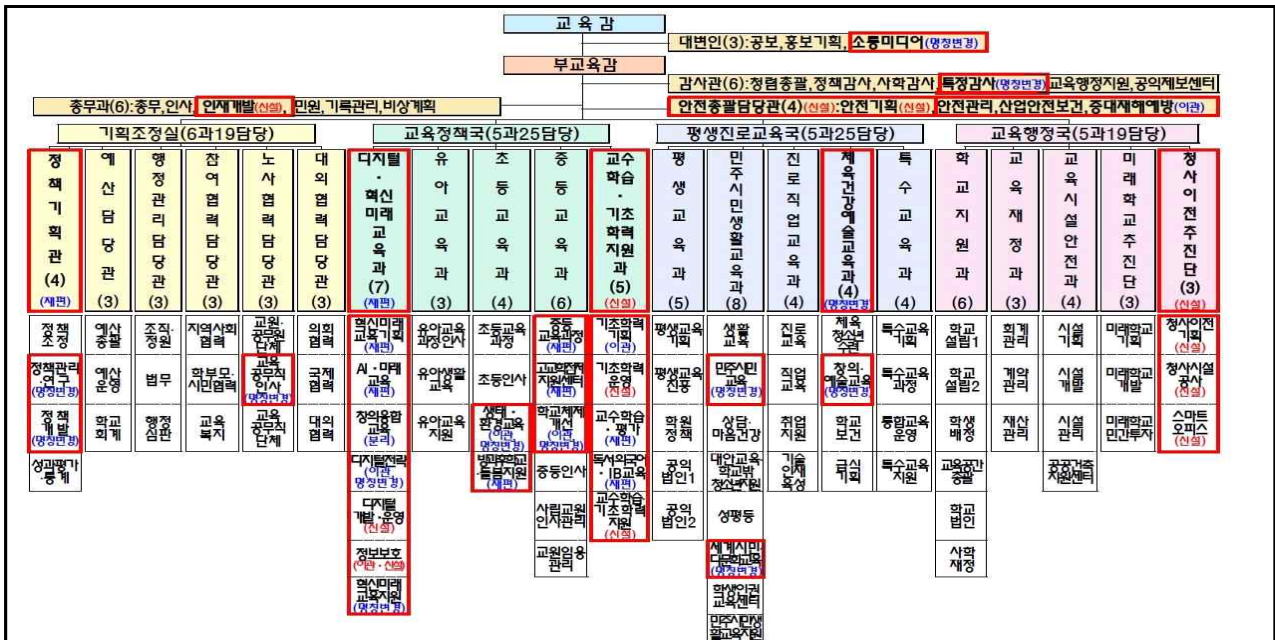 교 육 감
대변인(3):공보,홍보기획,소통미디어(명칭변경)
부교육감
감사관(6):청렴총괄,정책감사,사학감사,특정감사(명칭변경),교육행정지원,공익제보센터
총무과(6):총무,인사,인재개발(신설),민원,기록관리,비상계획
안전총괄담당관(4)(신설):안전기획(신설),안전관리,산업안전보건,중대재해예방(이관)
기획조정실(6과19담당)
교육정책국(5과25담당)
평생진로교육국(5과25담당)
교육행정국(5과19담당)
정책기획관(4)
(재편)
예산담당관(3)
행정관리담당관(3)
참여협력담당관(3)
노사협력담당관(3)
대외협력담당관(3)
디지털·혁신미래교육과(7)
(재편)
유아교육과(3)
초등교육과(4)
중등교육과(6)
교수학습·기초학력지원과(5)
(신설)
평생교육과(5)
민주시민생활교육과(8)
진로직업교육과(4)
체육건강예술교육과(4)
(명칭변경)
특수교육과(4)
학교지원과(6)
교육재정과(3)
교육시설안전과(4)
미래학교추진단(3)
청사이전추진단(3)
(신설)
정책
조정
정책관리
·연구
(명칭변경)
정책
개발
(명칭변경)
성과평가
·통계
예산
총괄
예산
운영
학교
회계
조직·
정원
법무
행정
심판
지역사회
협력
학부모·
시민협력
교육
복지
교원·
공무원
단체
교육
공무직
인사
(명칭변경)
교육
공무직
단체
의회
협력
국제
협력
대외
협력
혁신미래
교육기획
(재편)
AI·미래
교육
(재편)
창의융합
교육
(분리)
디지털전략
(이관,
명칭변경)
디지털
개발·운영
(신설)
정보보호
(이관·신설)
혁신미래
교육지원
(명칭변경)
유아교육
과정인사
유아생활
교육
유아교육
지원
초등교육
과정
초등인사
생태·
환경교육
(이관,
명칭변경)
방과후학교
·돌봄지원
(재편)
중등
교육과정
(재편)
고교학점제
지원센터
(재편)
학교체제
개선
(이관,
명칭변경)
중등인사
사립교원
인사관리
교원임용
관리
기초학력
기획
(이관)
기초학력
운영
(신설)
교수학습
·평가
(재편)
독서외국어
·IB교육
(재편)
교수학습·
기초학력
지원
(신설)
평생교육
기획
평생교육
진흥
학원
정책
공익
법인1
공익
법인2
생활
교육
민주시민
교육
(명칭변경)
상담·
마음건강
대안교육·
학교밖
청소년지원
성평등
세계시민·
다문화교육
(명칭변경)
학생인권
교육센터
민주시민생
활교육지원
진로
교육
직업
교육
취업
지원
기술
인재
육성
체육
청소년
수련
창의·
예술교육
(명칭변경)
학교
보건
급식
기획
특수교육
기획
특수교육
과정
통합교육
운영
특수교육
지원
학교
설립1
학교
설립2
학생
배정
교육공간
총괄
학교
법인
사학
재정
회계
관리
계약
관리
재산
관리
시설
기획
시설
개발
시설
관리
공공건축
지원센터
미래학교
기획
미래학교
개발
미래학교
민간투자
청사이전
기획
(신설)
청사시설
공사
(신설)
스마트
오피스
(신설)